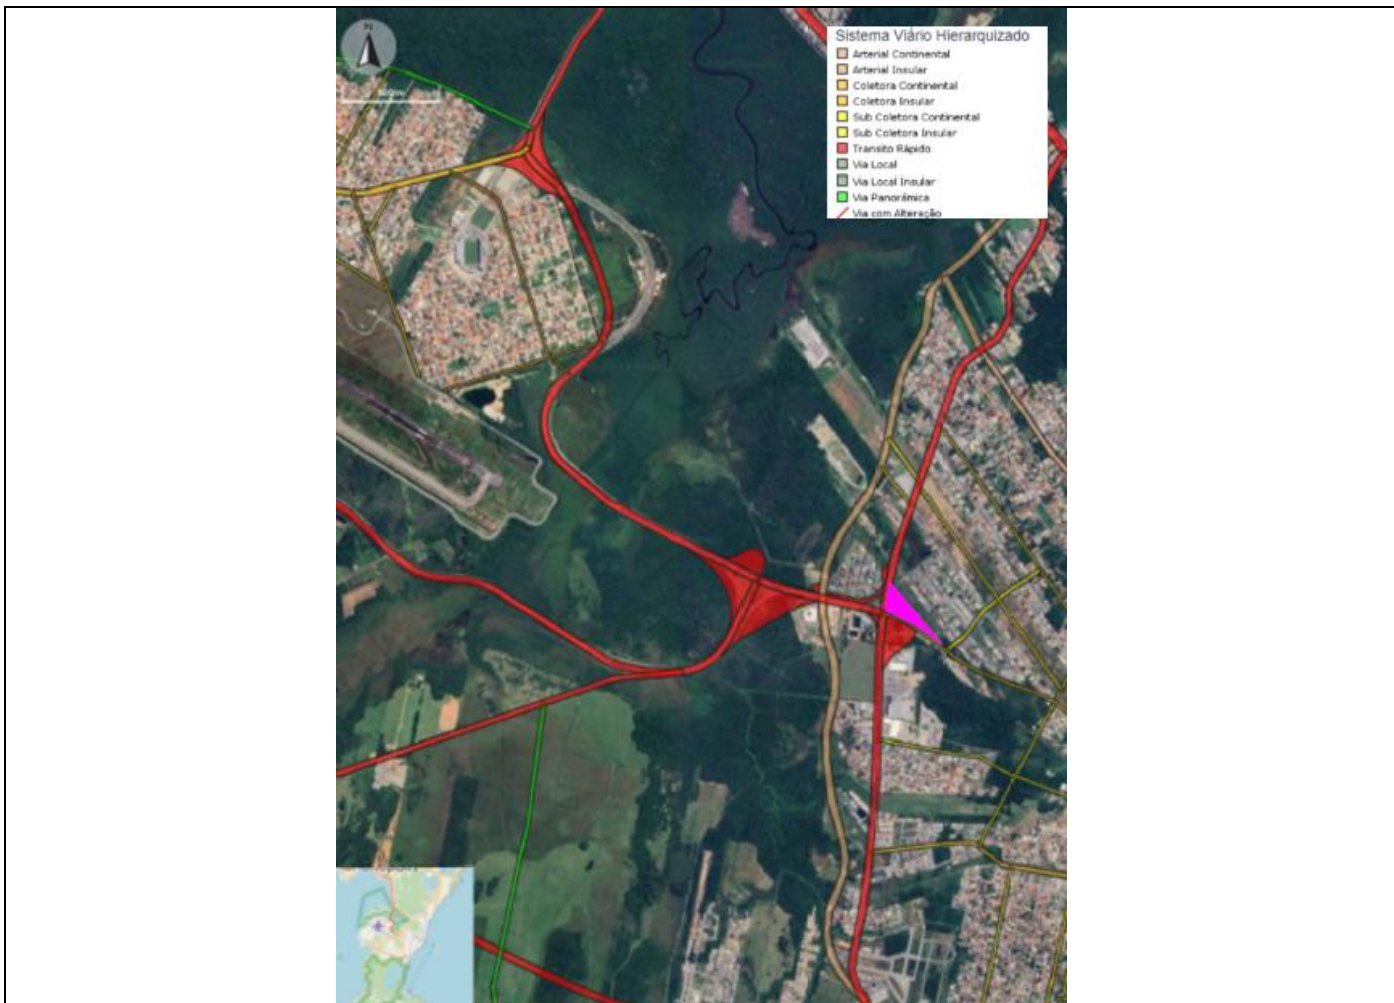 N
Sistema Viário Hierarquizado
Arterial Continental
Arterial Insular
Coletora Continental
Coletora Insular
Sub Coletora Continental
Sub Coletora Insular
Transito Rápido
Via Local
Via Local Insular
Via Panorâmica
Via com Alteração